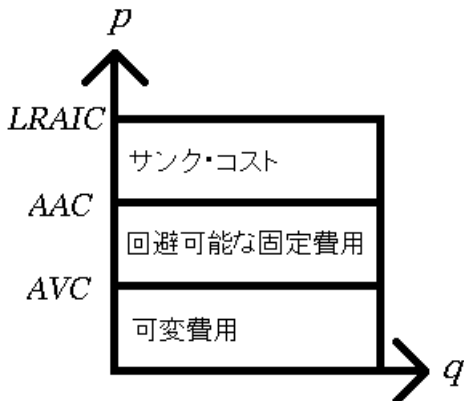 p
LRAIC
サンク・コスト
AAC
回避可能な固定費用
AVC
可変費用
q